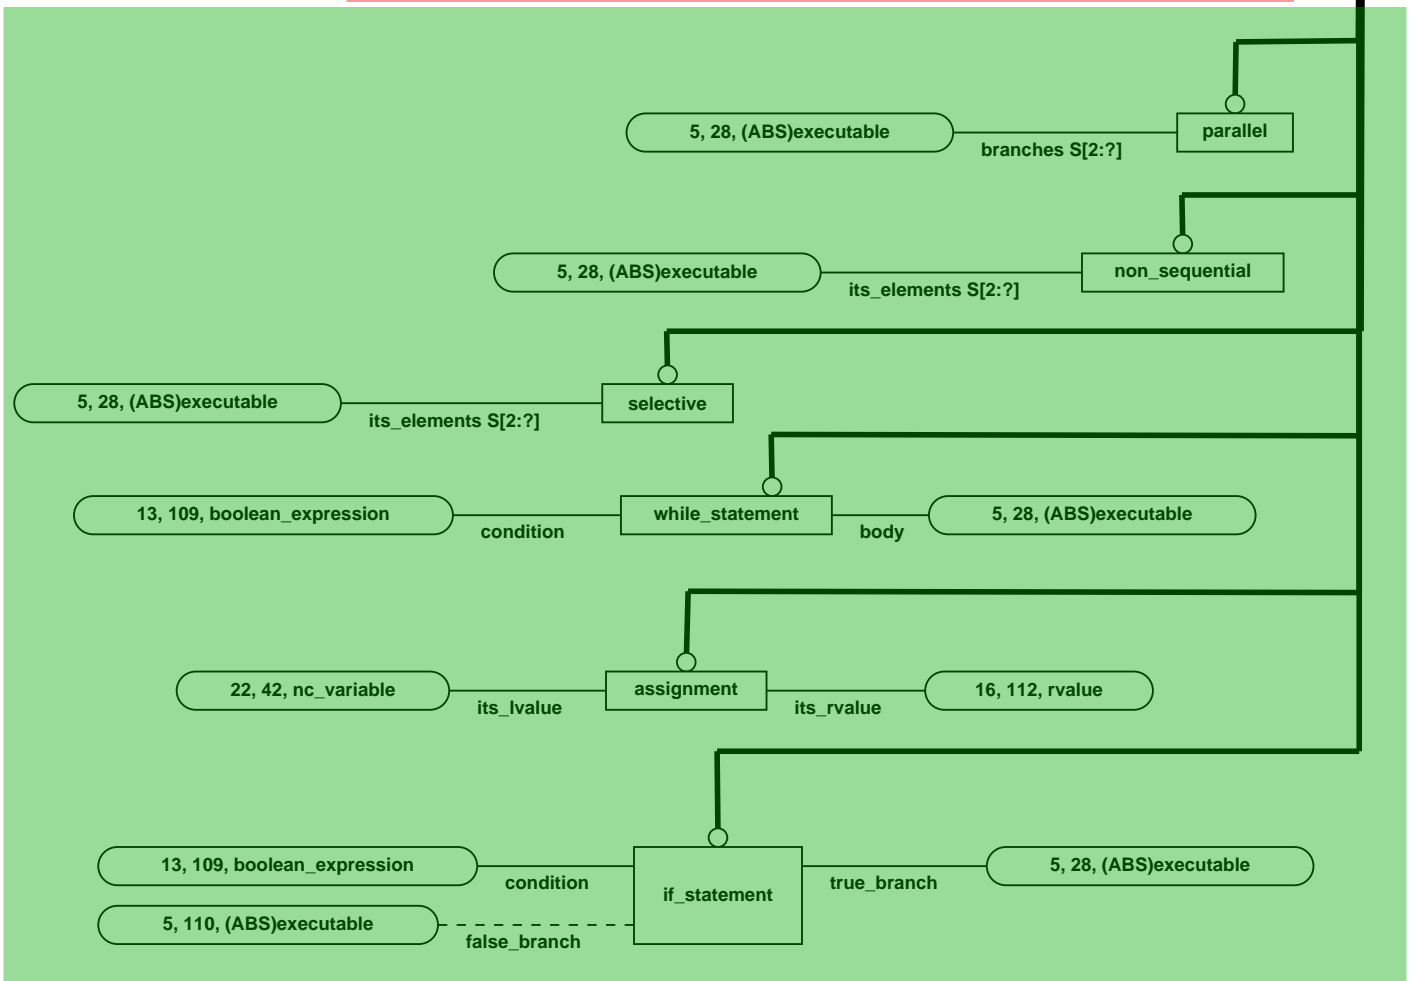 5, 28, (ABS)executable
branches S[2:?]
parallel
5, 28, (ABS)executable
its_elements S[2:?]
non_sequential
5, 28, (ABS)executable
its_elements S[2:?]
selective
13, 109, boolean_expression
condition
while_statement
body
5, 28, (ABS)executable
22, 42, nc_variable
its_lvalue
assignment
its_rvalue
16, 112, rvalue
13, 109, boolean_expression
condition
if_statement
true_branch
5, 28, (ABS)executable
5, 110, (ABS)executable
false_branch